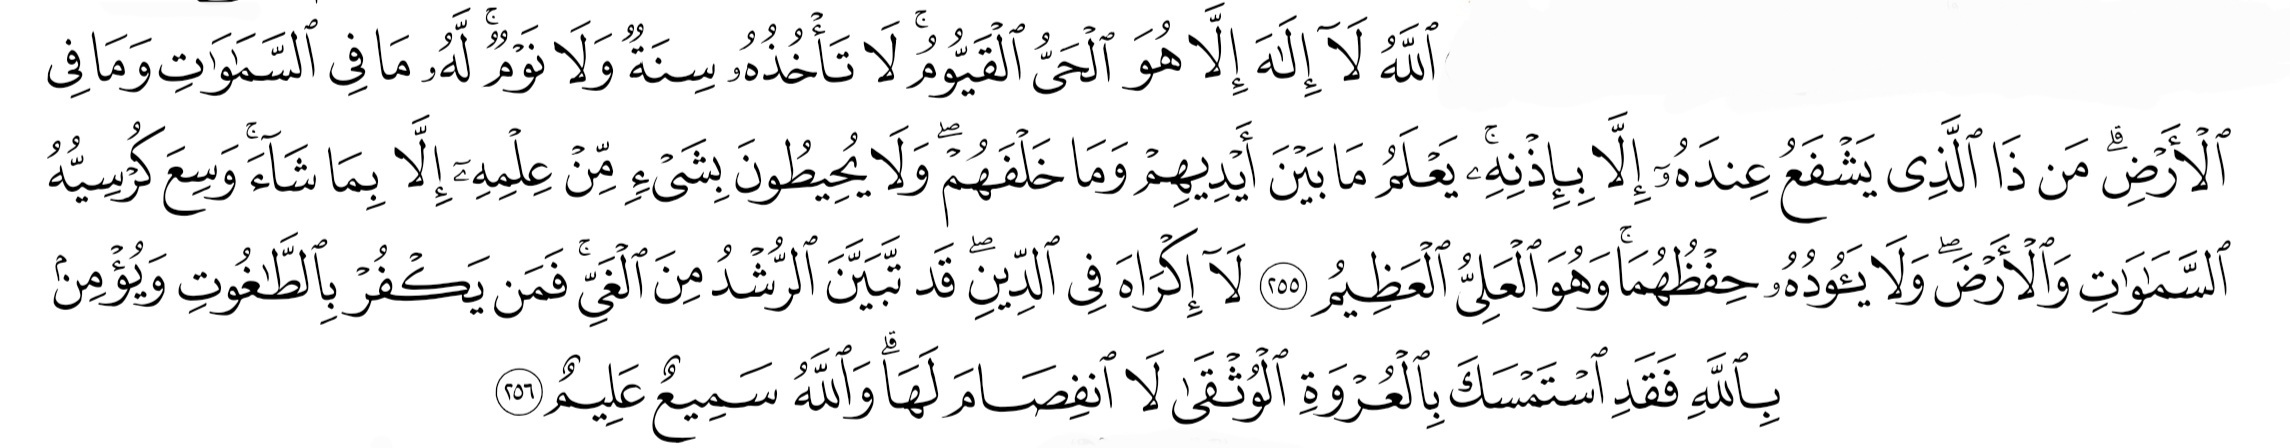 ٱللَّهُ لَآ إِلَـٰهَ إِلَّا هُوَ ٱلْحَىُّ ٱلْقَيُّومُ ۚ لَا تَأْخُذُهُۥ سِنَةٌ وَلَا نَوْمٌ ۚ لَّهُۥ مَا فِى ٱلسَّمَـٰوَٰتِ وَمَا فِى
ٱلْأَرْضِ ۗ مَن ذَا ٱلَّذِى يَشْفَعُ عِندَهُۥٓ إِلَّا بِإِذْنِهِۦ ۚ يَعْلَمُ مَا بَيْنَ أَيْدِيهِمْ وَمَا خَلْفَهُمْ ۖ وَلَا يُحِيطُونَ بِشَىْءٍ مِّنْ عِلْمِهِۦٓ إِلَّا بِمَا شَآءَ ۚ وَسِعَ كُرْسِيُّهُ
ٱلسَّمَـٰوَٰتِ وَٱلْأَرْضَ ۖ وَلَا يَـُٔودُهُۥ حِفْظُهُمَا ۚ وَهُوَ ٱلْعَلِىُّ ٱلْعَظِيمُ ٢٥٥ لَآ إِكْرَاهَ فِى ٱلدِّينِ ۖ قَد تَّبَيَّنَ ٱلرُّشْدُ مِنَ ٱلْغَىِّ ۚ فَمَن يَكْفُرْ بِٱلطَّـٰغُوتِ وَيُؤْمِنۢ
بِٱللَّهِ فَقَدِ ٱسْتَمْسَكَ بِٱلْعُرْوَةِ ٱلْوُثْقَىٰ لَا ٱنفِصَامَ لَهَا ۗ وَٱللَّهُ سَمِيعٌ عَلِيمٌ ٢٥٦